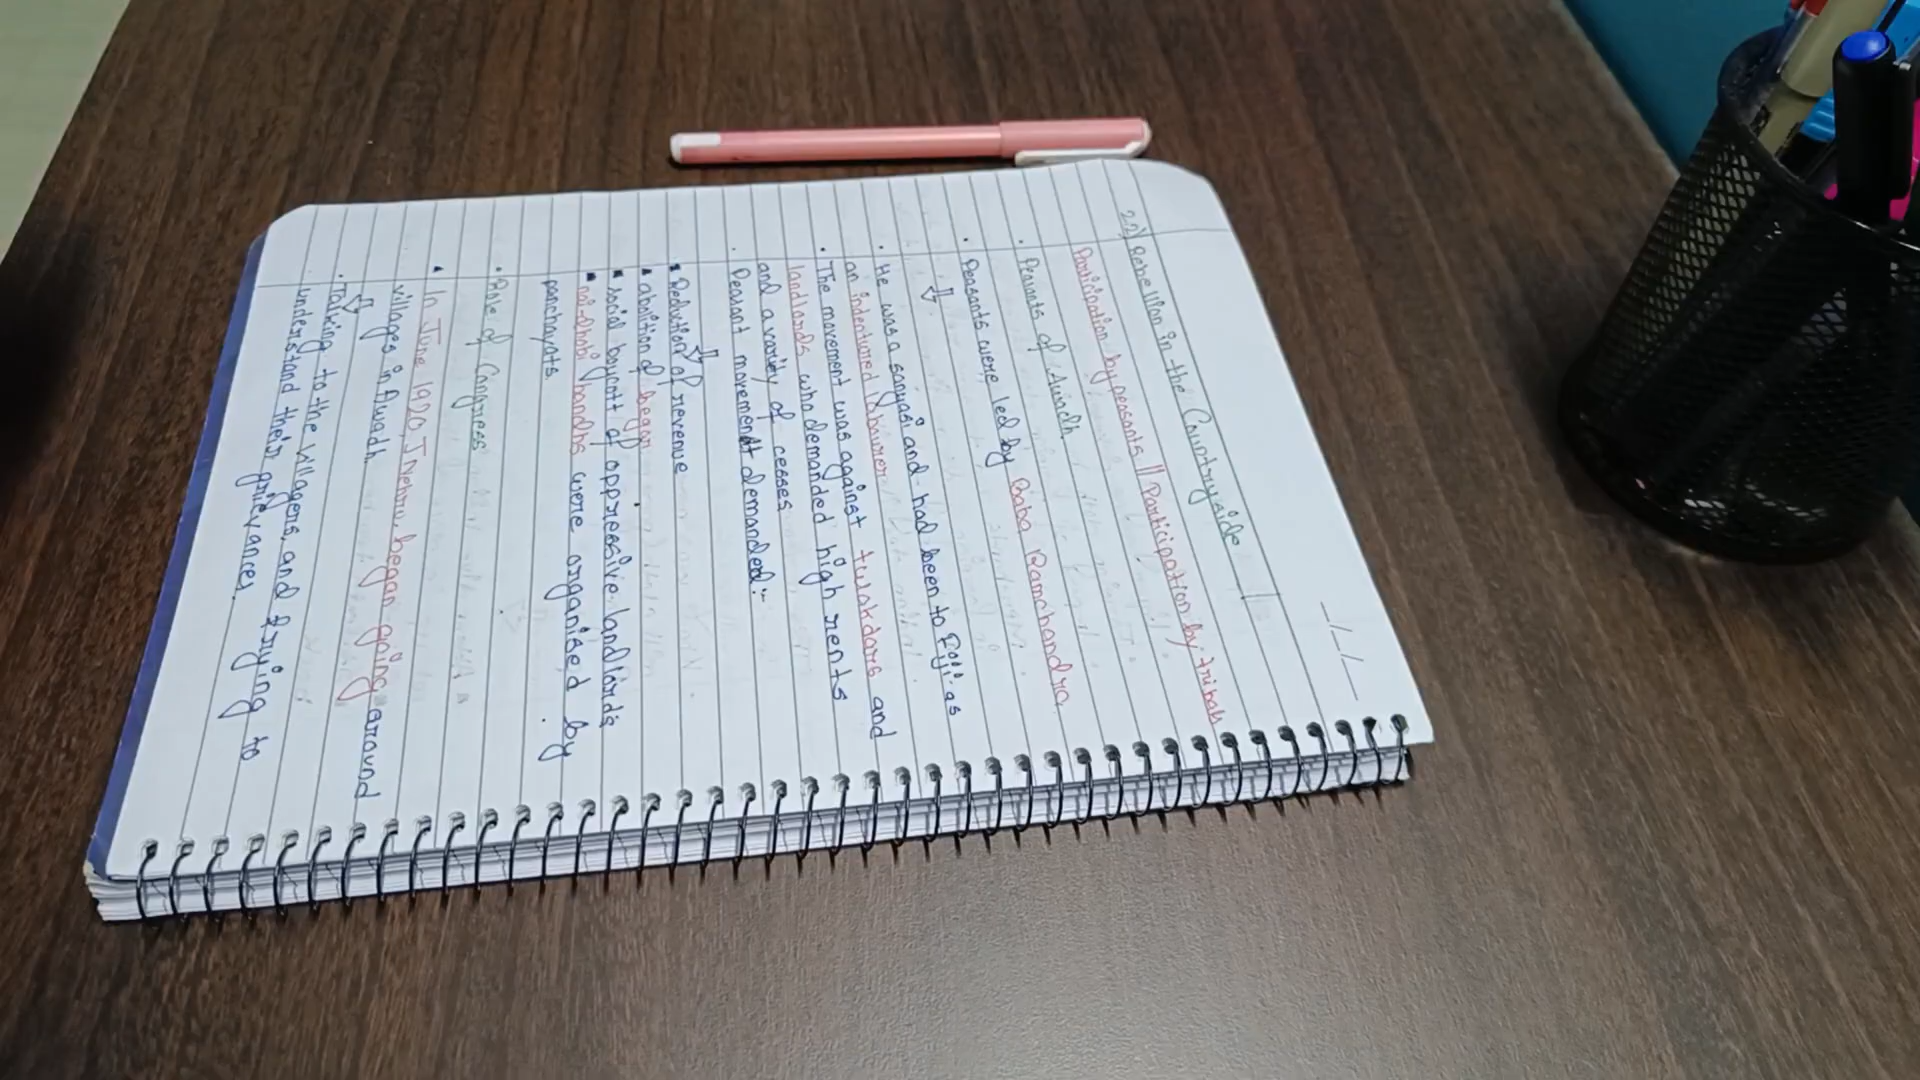 22) Rebellion in the Countryside
Participation by peasants || Participation by tribals
• Pesants of Awadh
• Peasants were led by Baba Ramchandra
⇓
• He was a sanyasi and had been to Fiji as
an indentured labourer
• The movement was against talukdars and
landlords who demanded high rents
and a variety of cesses
• Peasant movement demanded:-
⇓
▪ Reduction of revenue
▪ abolition of begar
▪ social boycott of oppressive landlords
▪ nai-dhobi bandhs were organised by
panchayats.
• Role of Congress
▪ In June 1920, J Nehru, began going around
villages in Awadh
⇓
• Talking to the villagers, and trying to
understand their grievances.
_/_/_